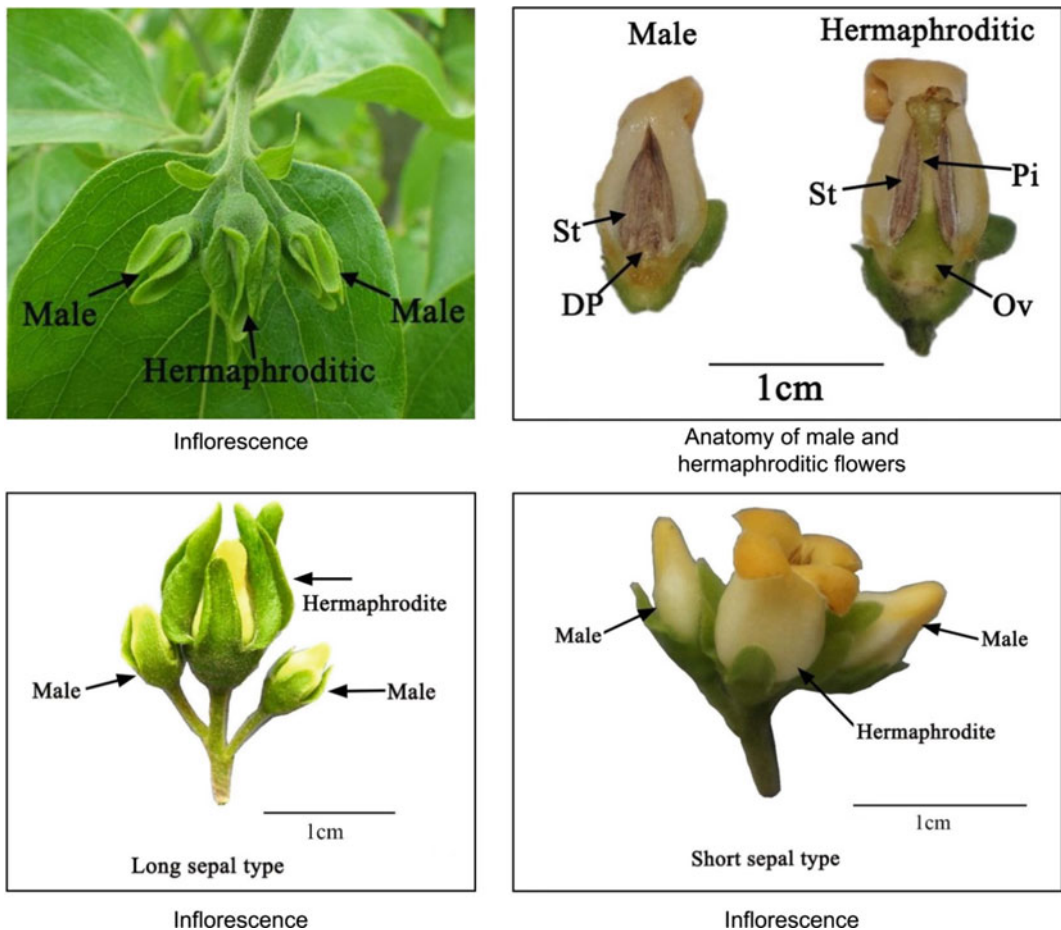 Male
Male
Hermaphroditic
Inflorescence
Male
Hermaphroditic
St
DP
St
Pi
Ov
1cm
Anatomy of male and
hermaphroditic flowers
Hermaphrodite
Male
Male
1cm
Long sepal type
Inflorescence
Male
Male
Hermaphrodite
1cm
Short sepal type
Inflorescence